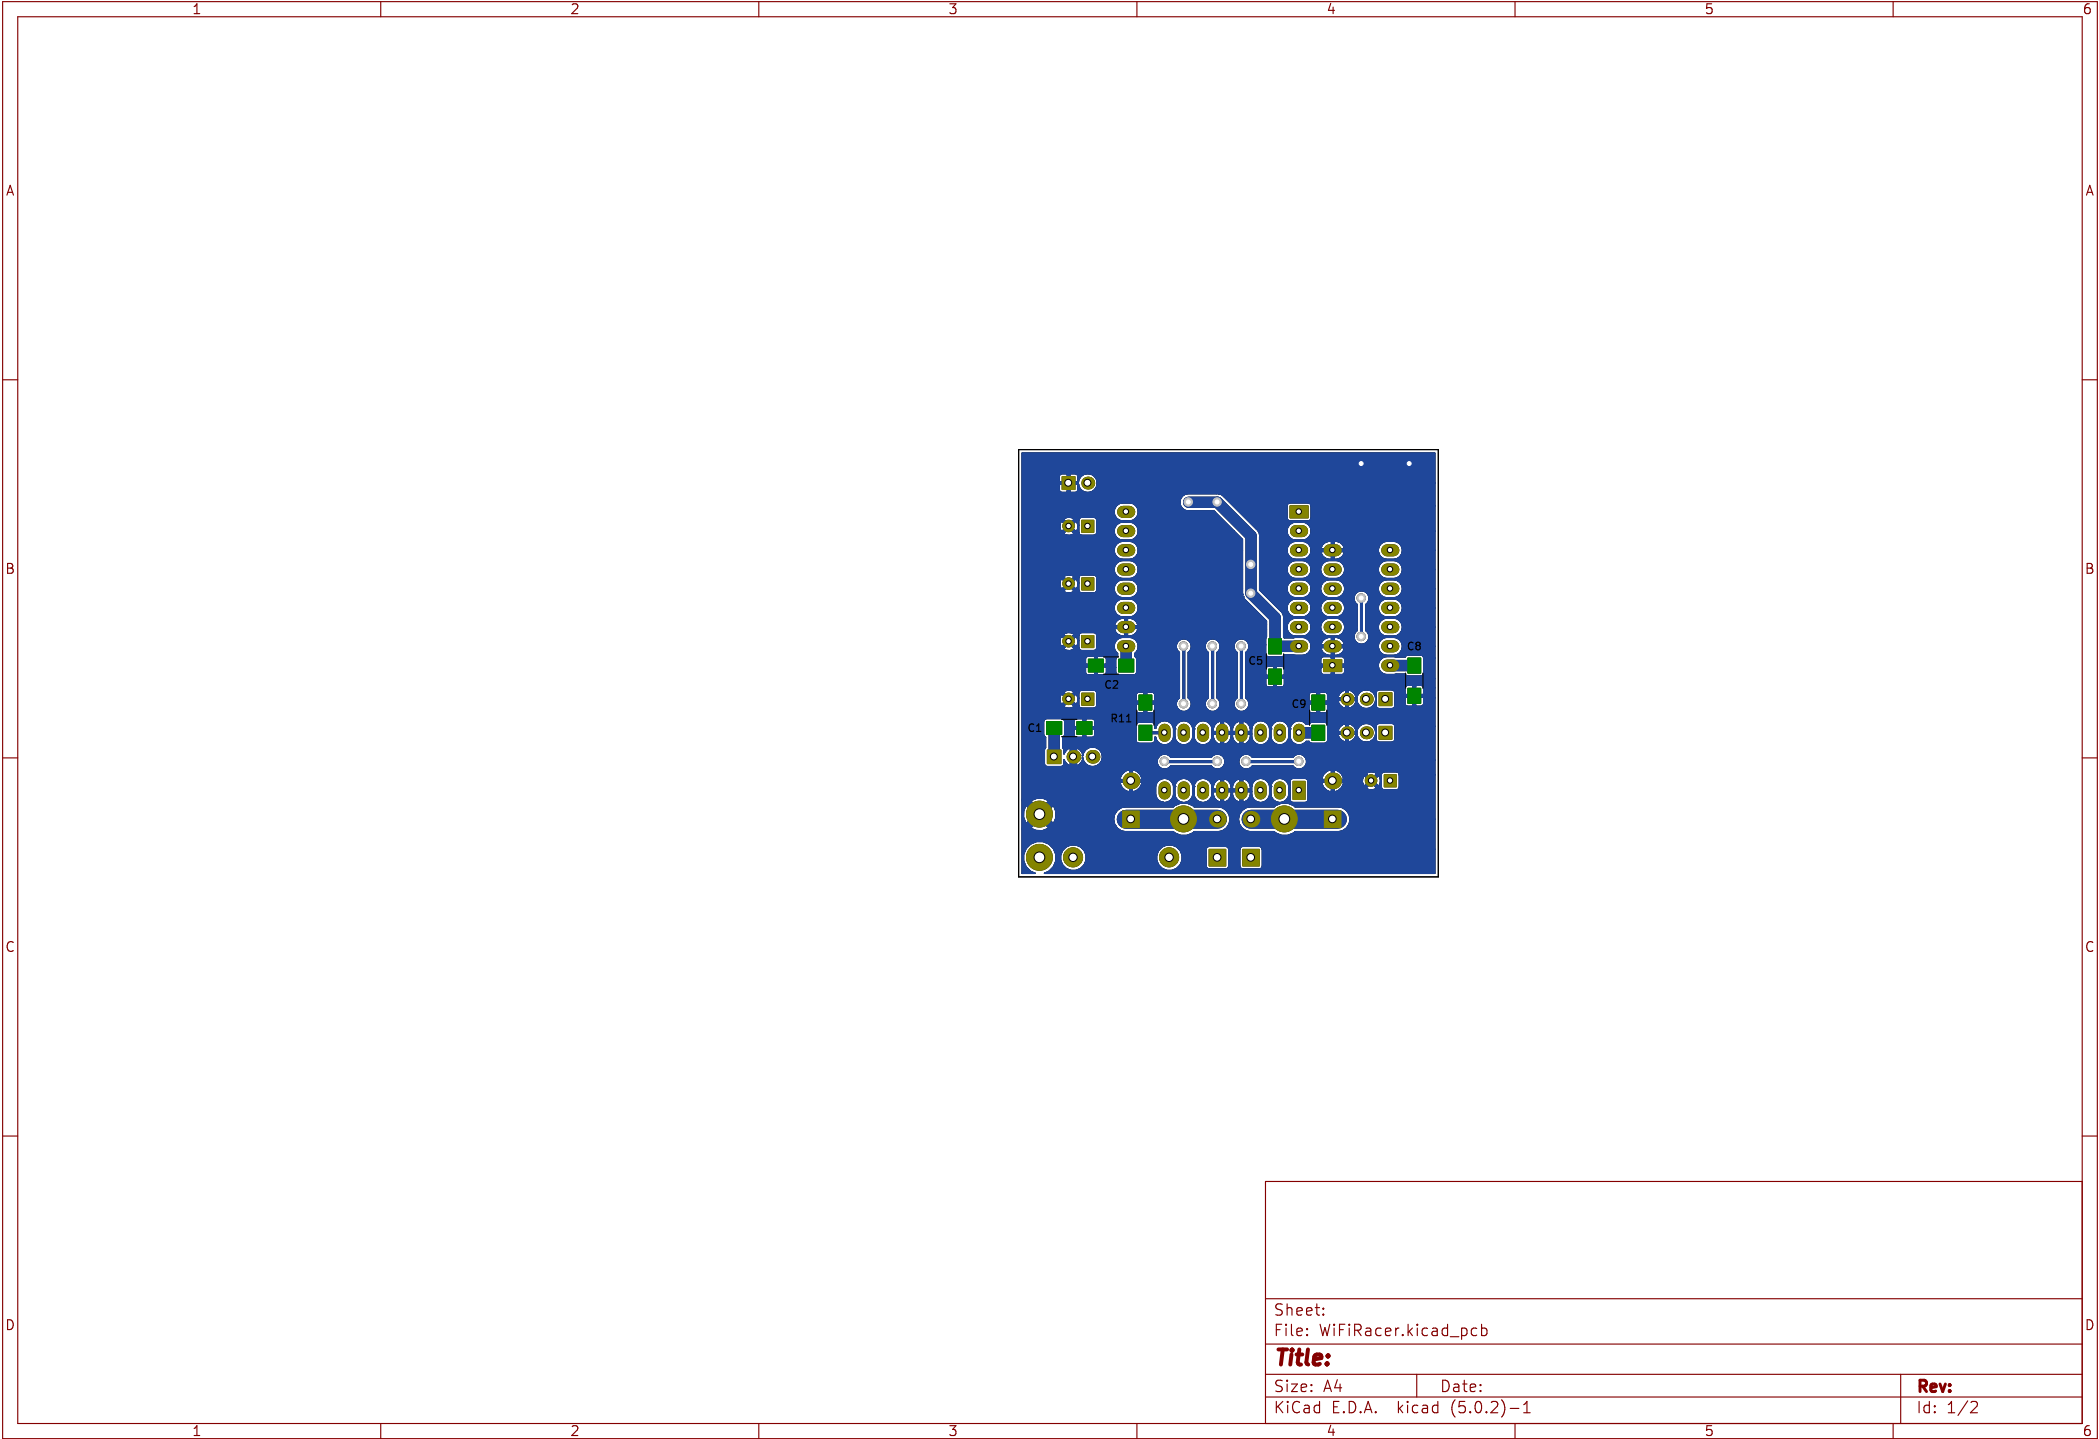 1 2 3 4 5 6
A A
B B
C2
C5
C8
R11
C9
C1
C C
Sheet:
File: WiFiRacer.kicad_pcb
D D
Title:
Size: A4 Date: Rev:
KiCad E.D.A. kicad (5.0.2)-1 Id: 1/2
1 2 3 4 5 6